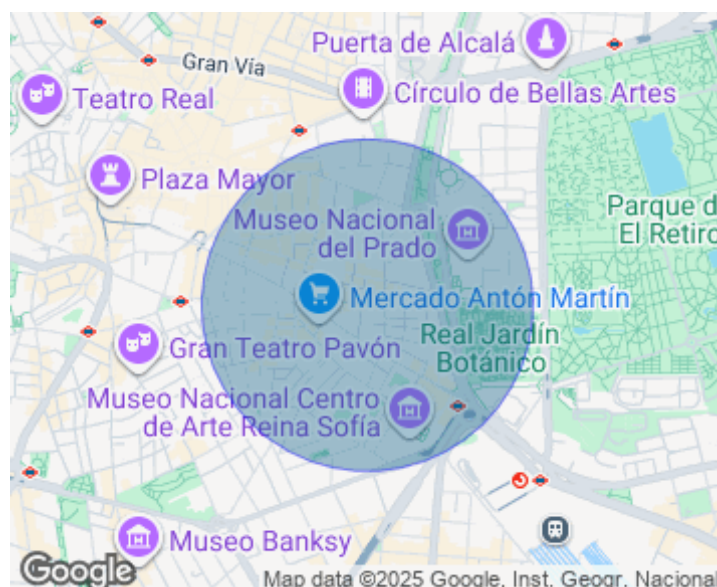 Puerta de Alcalá
Gran Vía
Teatro Real
Círculo de Bellas Artes
Plaza Mayor
Museo Nacional
del Prado
Parque d
El Retiro
Mercado Antón Martín
Gran Teatro Pavón
Real Jardín
Botánico
Museo Nacional Centro
de Arte Reina Sofía
Museo Banksy
Google
Map data ©2025 Google, Inst. Geogr. Nacional